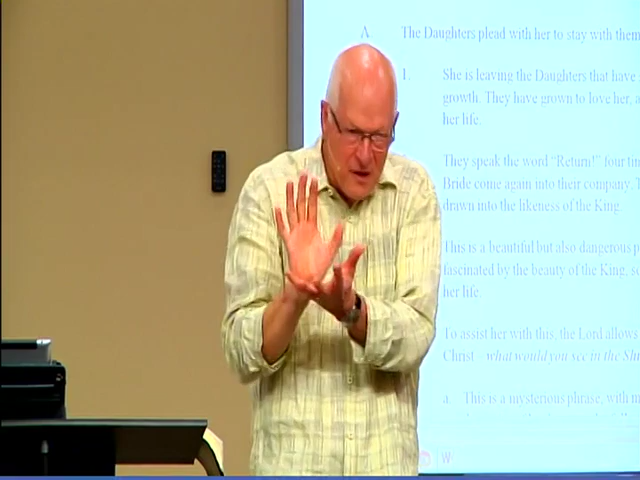 A. The Daughters plead with her to stay with them
1. She is leaving the Daughters that have
growth. They have grown to love her, a
her life.
They speak the word "Return!" four tim
Bride come again into their company. T
drawn into the likeness of the King.
This is a beautiful but also dangerous p
fascinated by the beauty of the King, so
her life.
To assist her with this, the Lord allows
Christ – what would you see in the Shu
a This is a mysterious phrase, with m
W